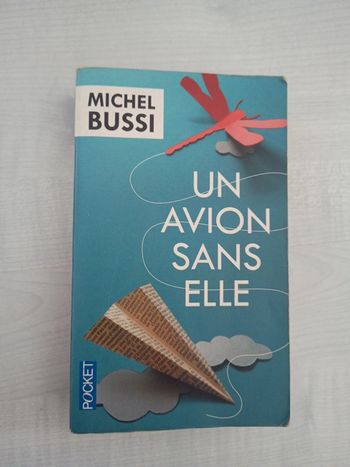 MICHEL
BUSSI
UN
AVION
SANS
ELLE
POCKET